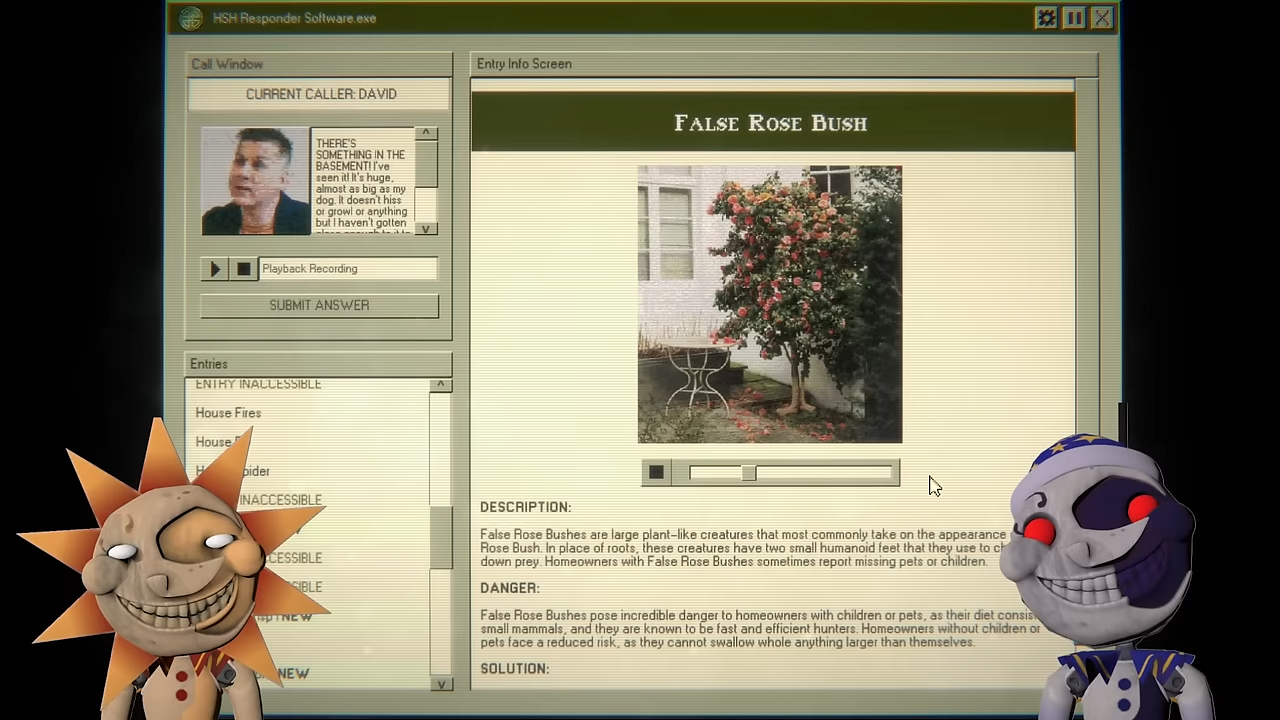 HSH Responder Software.exe
Call Window
Entry Info Screen
CURRENT CALLER: DAVID
FALSE ROSE BUSH
THERE'S
SOMETHING IN THE
BASEMENT! I've
seen it! It's huge,
almost as big as my
dog. It doesn't hiss
or growl or anything
but I haven't gotten
Playback Recording
SUBMIT ANSWER
Entries
ENTRY INACCESSIBLE
House Fires
House
INACCESSIBLE
NEW
NEW
DESCRIPTION:
False Rose Bushes are large plant-like creatures that most commonly take on the appearance
Rose Bush. In place of roots, these creatures have two small humanoid feet that they use to
down prey. Homeowners with False Rose Bushes sometimes report missing pets or children.
DANGER:
False Rose Bushes pose incredible danger to homeowners with children or pets, as their diet
small mammals, and they are known to be fast and efficient hunters. Homeowners without children or
pets face a reduced risk, as they cannot swallow whole anything larger than themselves.
SOLUTION: